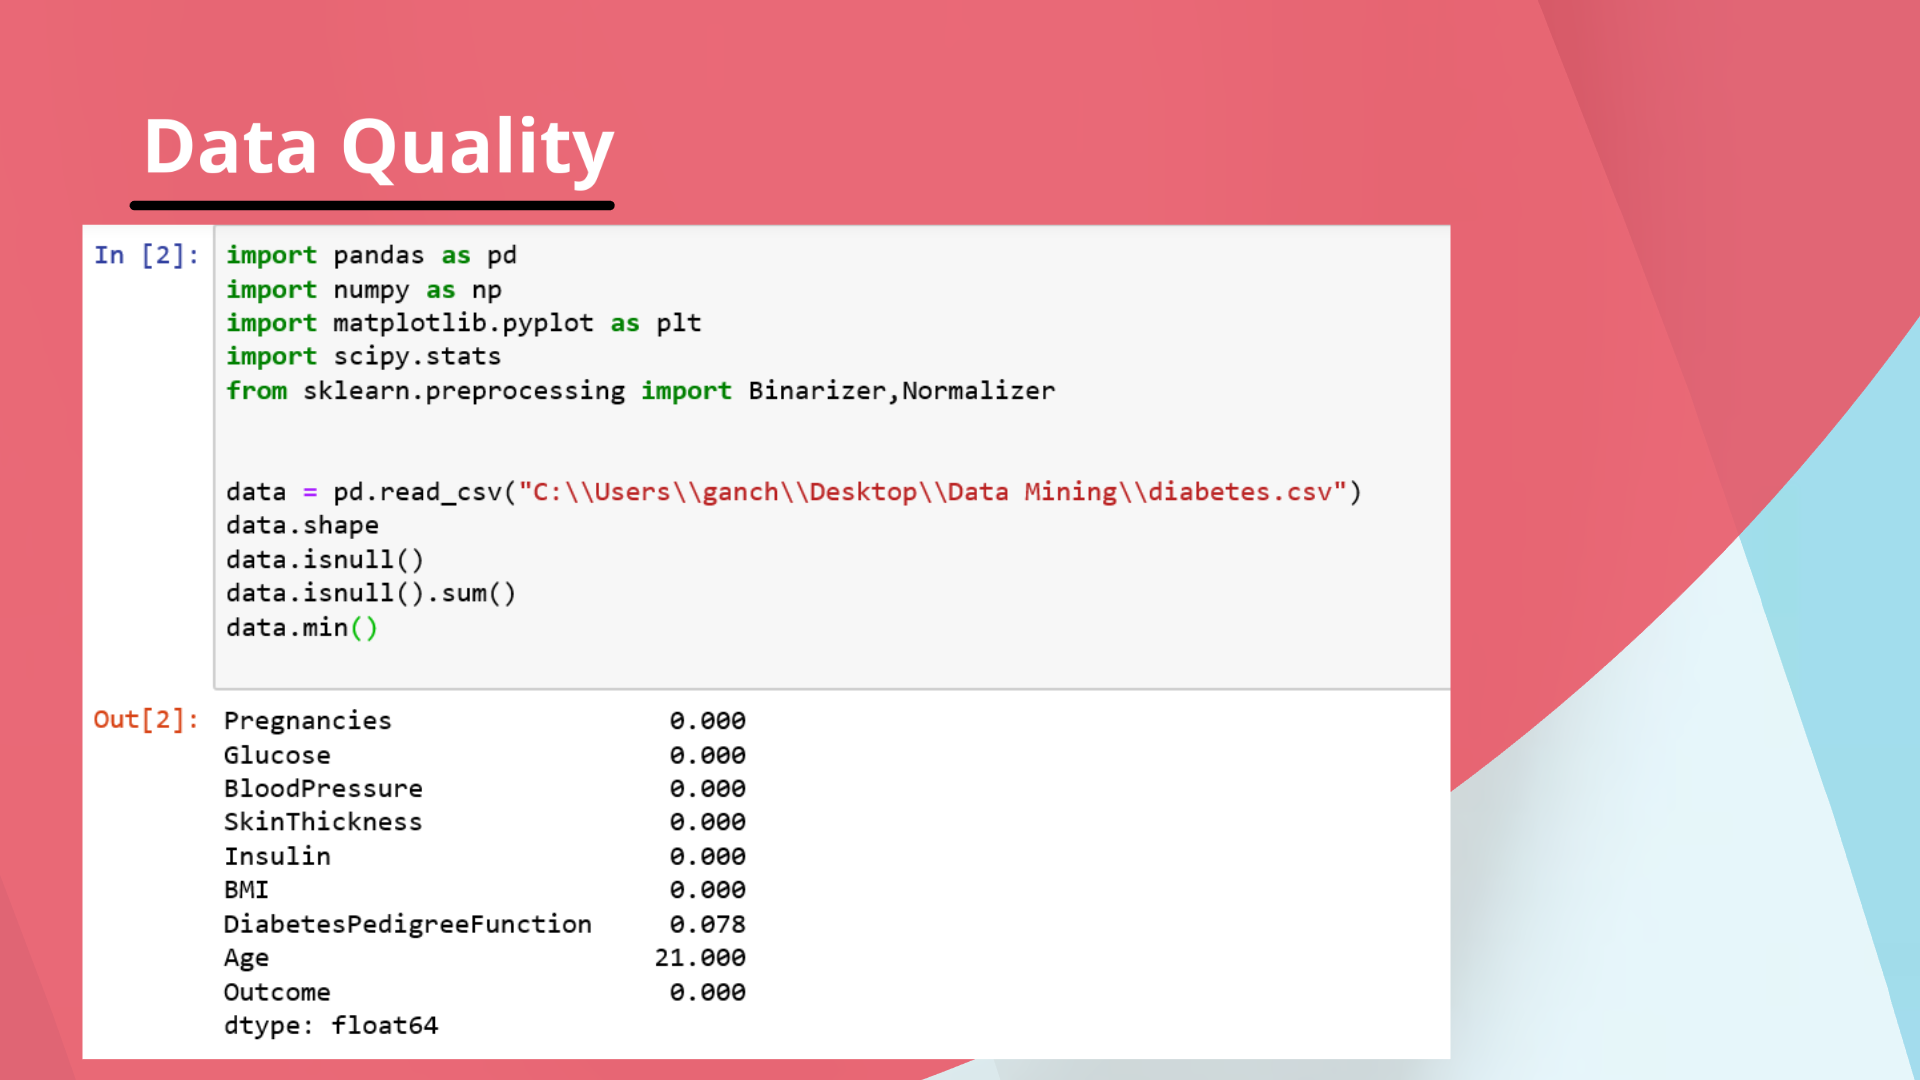 Data Quality
In [2]: import pandas as pd
import numpy as np
import matplotlib.pyplot as plt
import scipy.stats
from sklearn.preprocessing import Binarizer,Normalizer
data = pd.read_csv("C:\\Users\\ganch\\Desktop\\Data Mining\\diabetes.csv")
data.shape
data.isnull()
data.isnull().sum()
data.min()
Out[2]: Pregnancies 0.000
Glucose 0.000
BloodPressure 0.000
SkinThickness 0.000
Insulin 0.000
BMI 0.000
DiabetesPedigreeFunction 0.078
Age 21.000
Outcome 0.000
dtype: float64